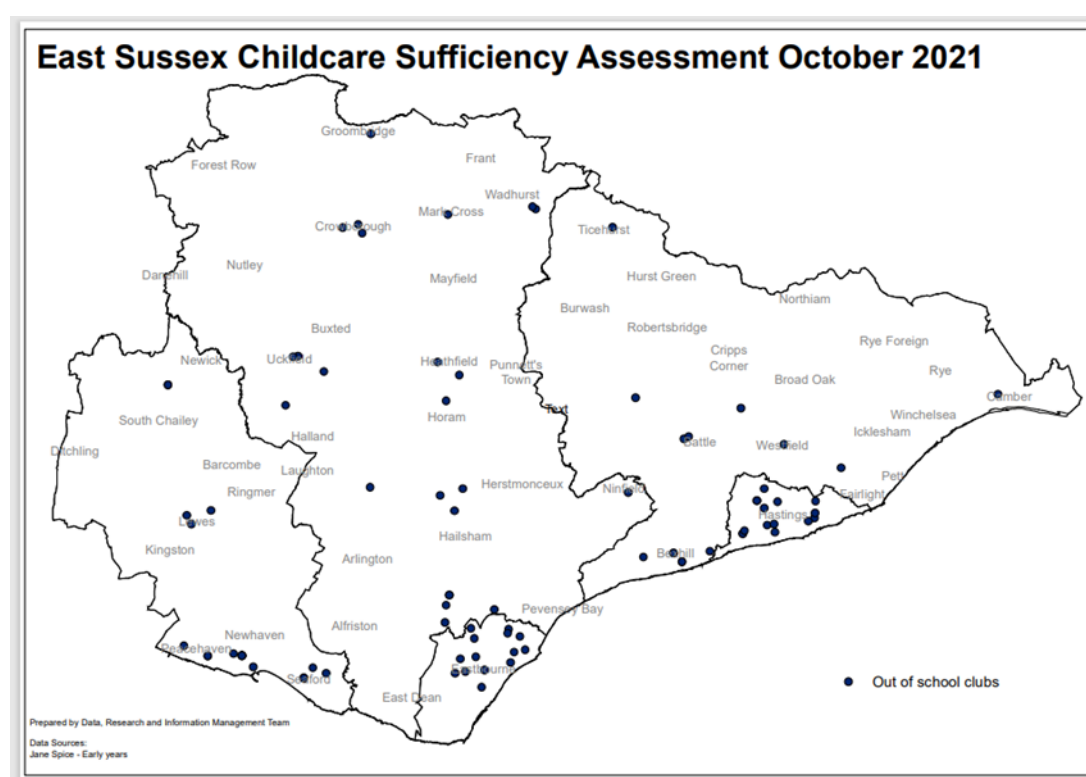 East Sussex Childcare Sufficiency Assessment October 2021
Groombridge
Frant
Forest Row
Wadhurst
Mark Cross
Crowborough
Ticehurst
Nutley
Danehill
Mayfield
Hurst Green
Northiam
Burwash
Buxted
Robertsbridge
Rye Foreign
Newick
Uckfield
Heathfield
Punnett's
Town
Cripps
Corner
Broad Oak
Rye
Camber
Text
Horam
South Chailey
Winchelsea
Icklesham
Halland
Battle
Westfield
Ditchling
Barcombe
Laughton
Pett
Ringmer
Herstmonceux
Ninfield
Fairlight
Lewes
Hastings
Hailsham
Kingston
Arlington
Bexhill
Pevensey Bay
Alfriston
Newhaven
Peacehaven
Seaford
Eastbourne
East Dean
Out of school clubs
Prepared by Data, Research and Information Management Team
Data Sources:
Jane Spice - Early years